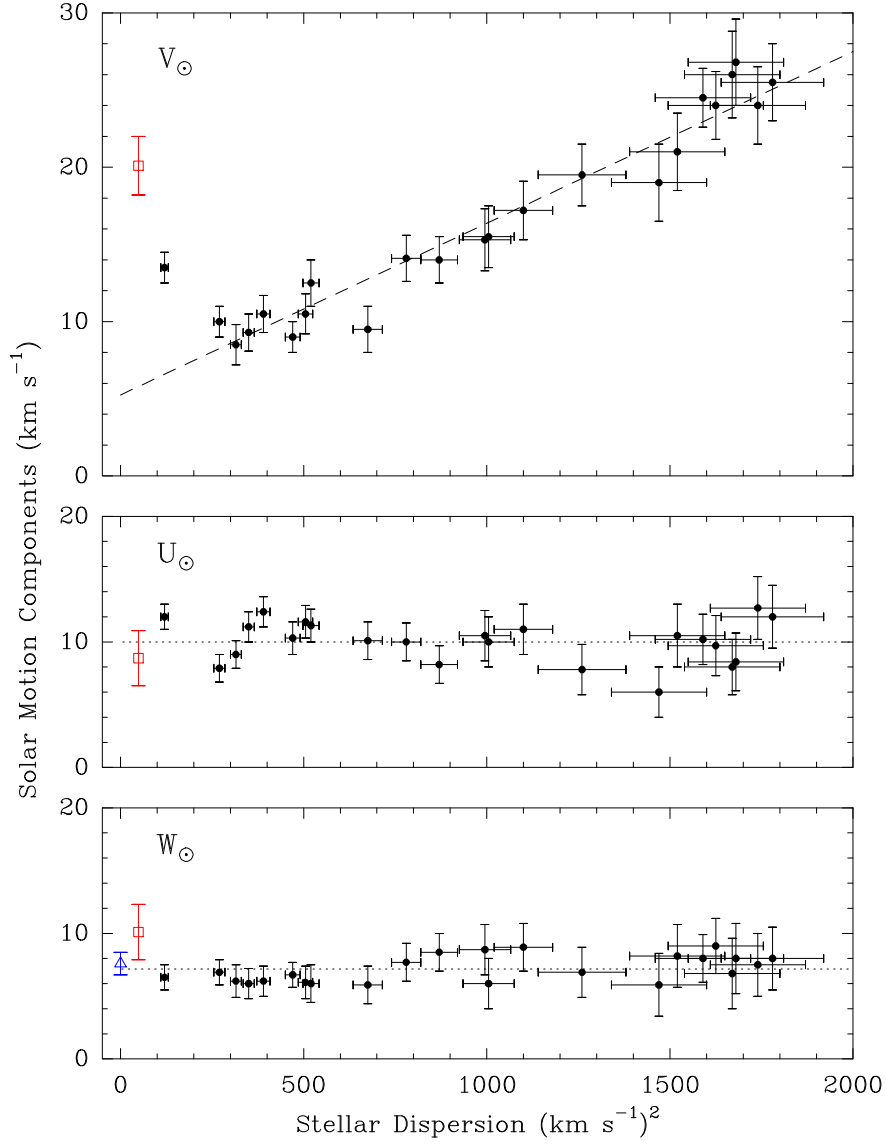 30
V⊙
20
10
0
20
U⊙
10
0
20
W⊙
10
0
0 500 1000 1500 2000
Solar Motion Components (km s⁻¹)
Stellar Dispersion (km s⁻¹)²